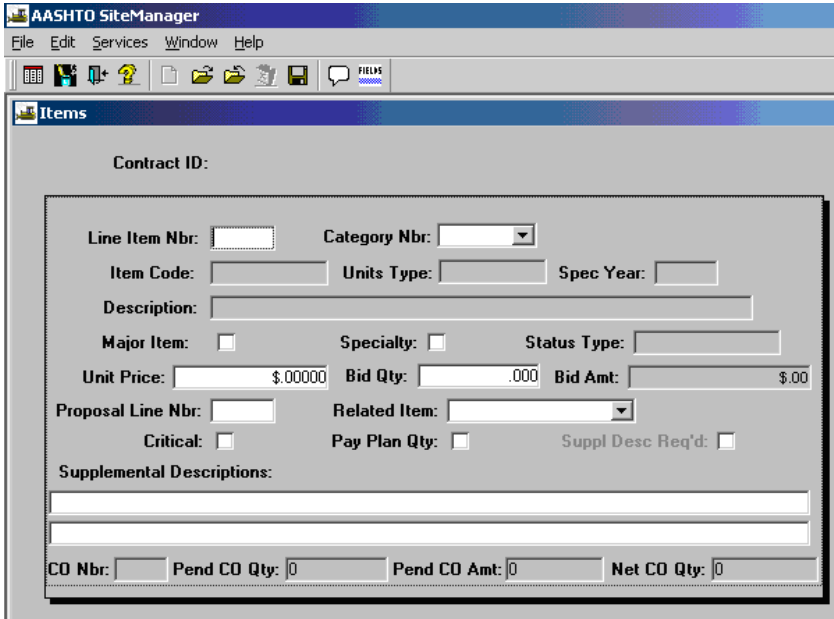 AASHTO SiteManager
File Edit Services Window Help
FIELDS
Items
Contract ID:
Line Item Nbr: Category Nbr:
Item Code: Units Type: Spec Year:
Description:
Major Item: Specialty: Status Type:
Unit Price: $.00000 Bid Qty: .000 Bid Amt: $.00
Proposal Line Nbr: Related Item:
Critical: Pay Plan Qty: Suppl Desc Req'd:
Supplemental Descriptions:
CO Nbr: Pend CO Qty: 0 Pend CO Amt: 0 Net CO Qty: 0